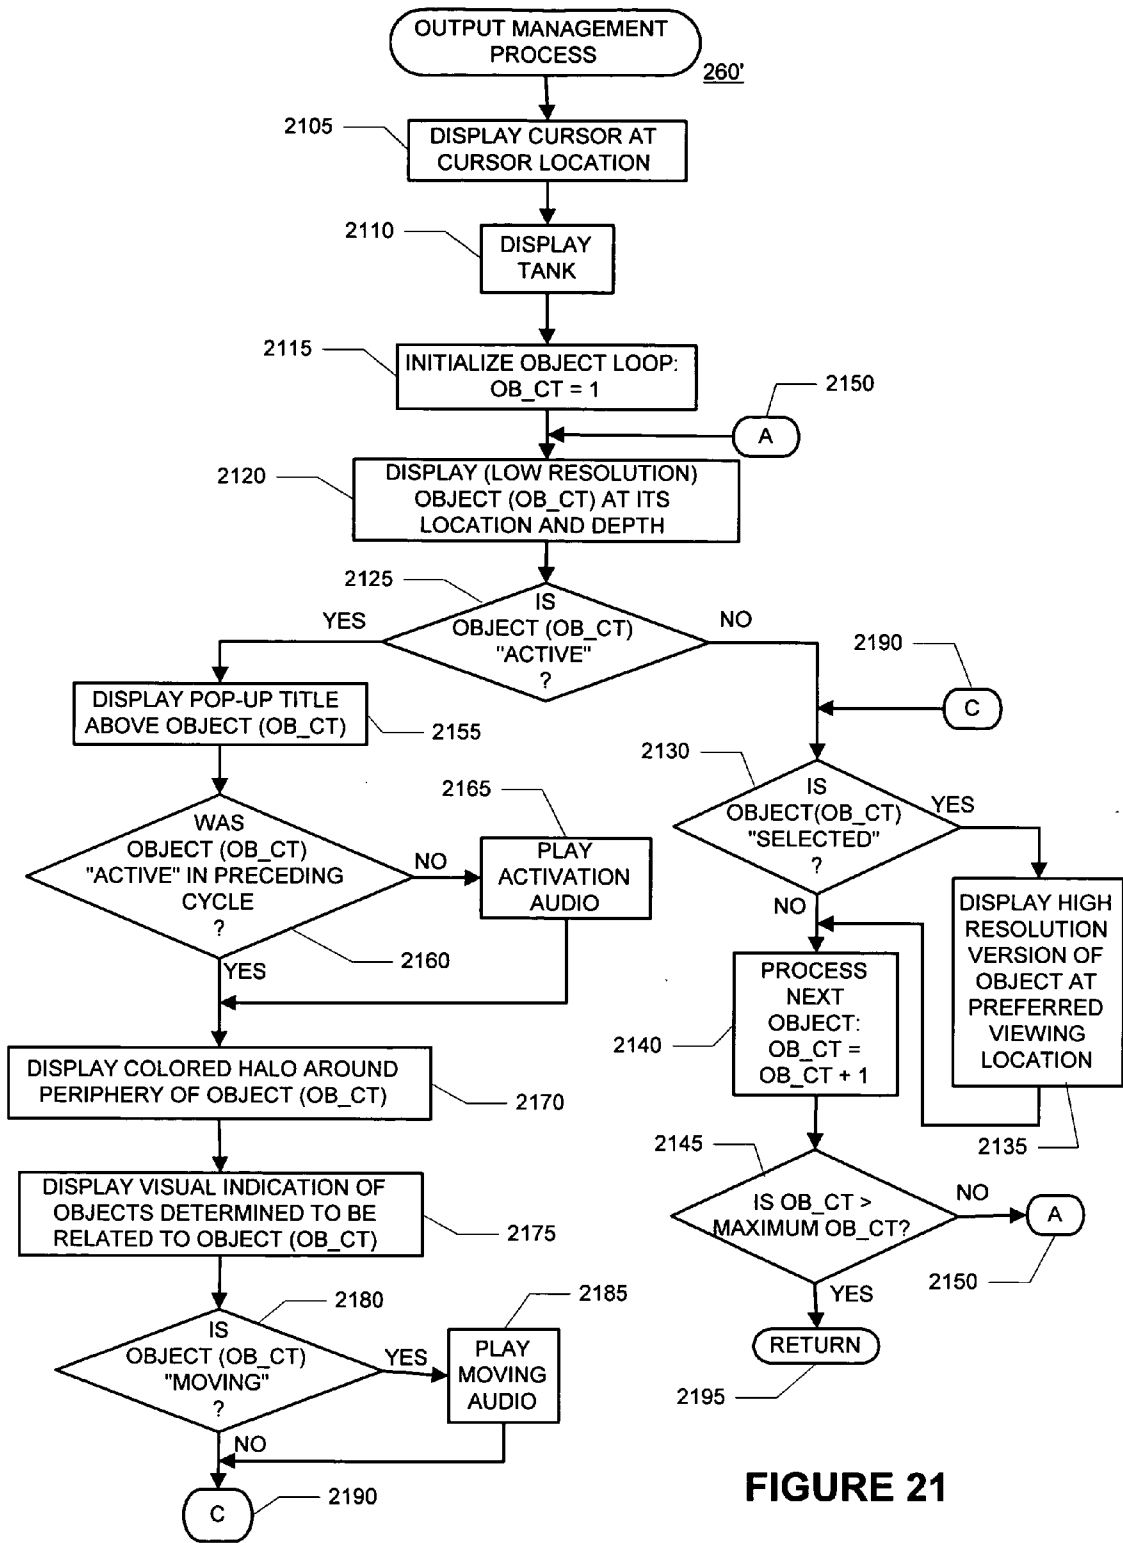 OUTPUT MANAGEMENT
PROCESS
260'
2105
DISPLAY CURSOR AT
CURSOR LOCATION
2110
DISPLAY
TANK
2115
INITIALIZE OBJECT LOOP:
OB_CT = 1
2150
A
2120
DISPLAY (LOW RESOLUTION)
OBJECT (OB_CT) AT ITS
LOCATION AND DEPTH
2125
IS
OBJECT (OB_CT)
"ACTIVE"
?
YES
NO
DISPLAY POP-UP TITLE
ABOVE OBJECT (OB_CT)
2155
WAS
OBJECT (OB_CT)
"ACTIVE" IN PRECEDING
CYCLE
?
2160
NO
2165
PLAY
ACTIVATION
AUDIO
YES
DISPLAY COLORED HALO AROUND
PERIPHERY OF OBJECT (OB_CT)
2170
DISPLAY VISUAL INDICATION OF
OBJECTS DETERMINED TO BE
RELATED TO OBJECT (OB_CT)
2175
2180
IS
OBJECT (OB_CT)
"MOVING"
?
YES
2185
PLAY
MOVING
AUDIO
NO
C
2190
2190
C
2130
IS
OBJECT(OB_CT)
"SELECTED"
?
YES
NO
DISPLAY HIGH
RESOLUTION
VERSION OF
OBJECT AT
PREFERRED
VIEWING
LOCATION
2135
2140
PROCESS
NEXT
OBJECT:
OB_CT =
OB_CT + 1
2145
IS OB_CT >
MAXIMUM OB_CT?
NO
A
2150
YES
RETURN
2195
FIGURE 21